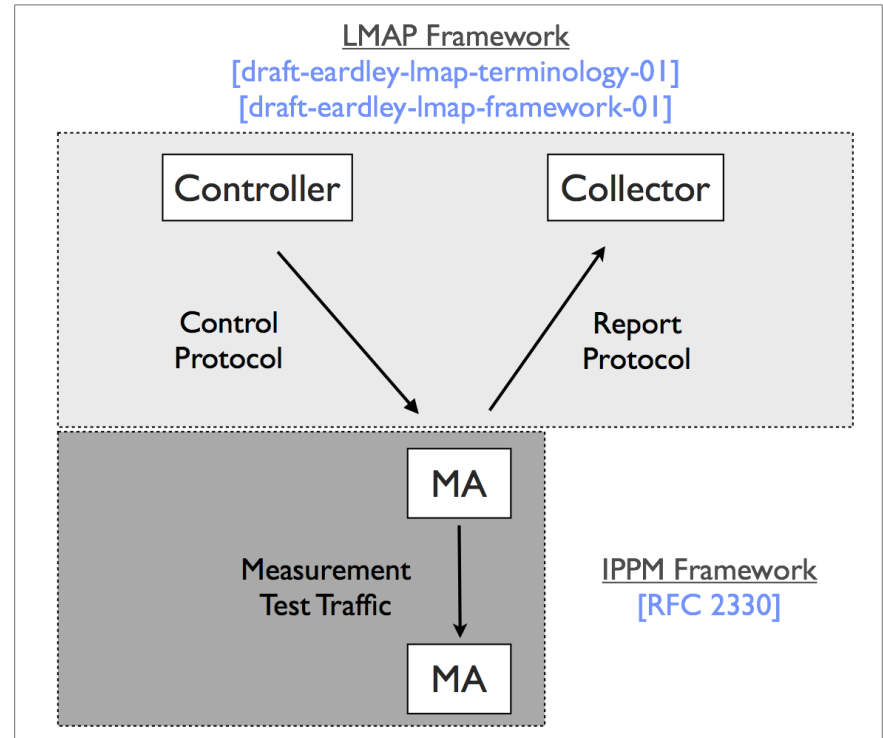 LMAP Framework
[draft-eardley-lmap-terminology-01]
[draft-eardley-lmap-framework-01]
Controller
Collector
Control
Protocol
Report
Protocol
MA
Measurement
Test Traffic
IPPM Framework
[RFC 2330]
MA